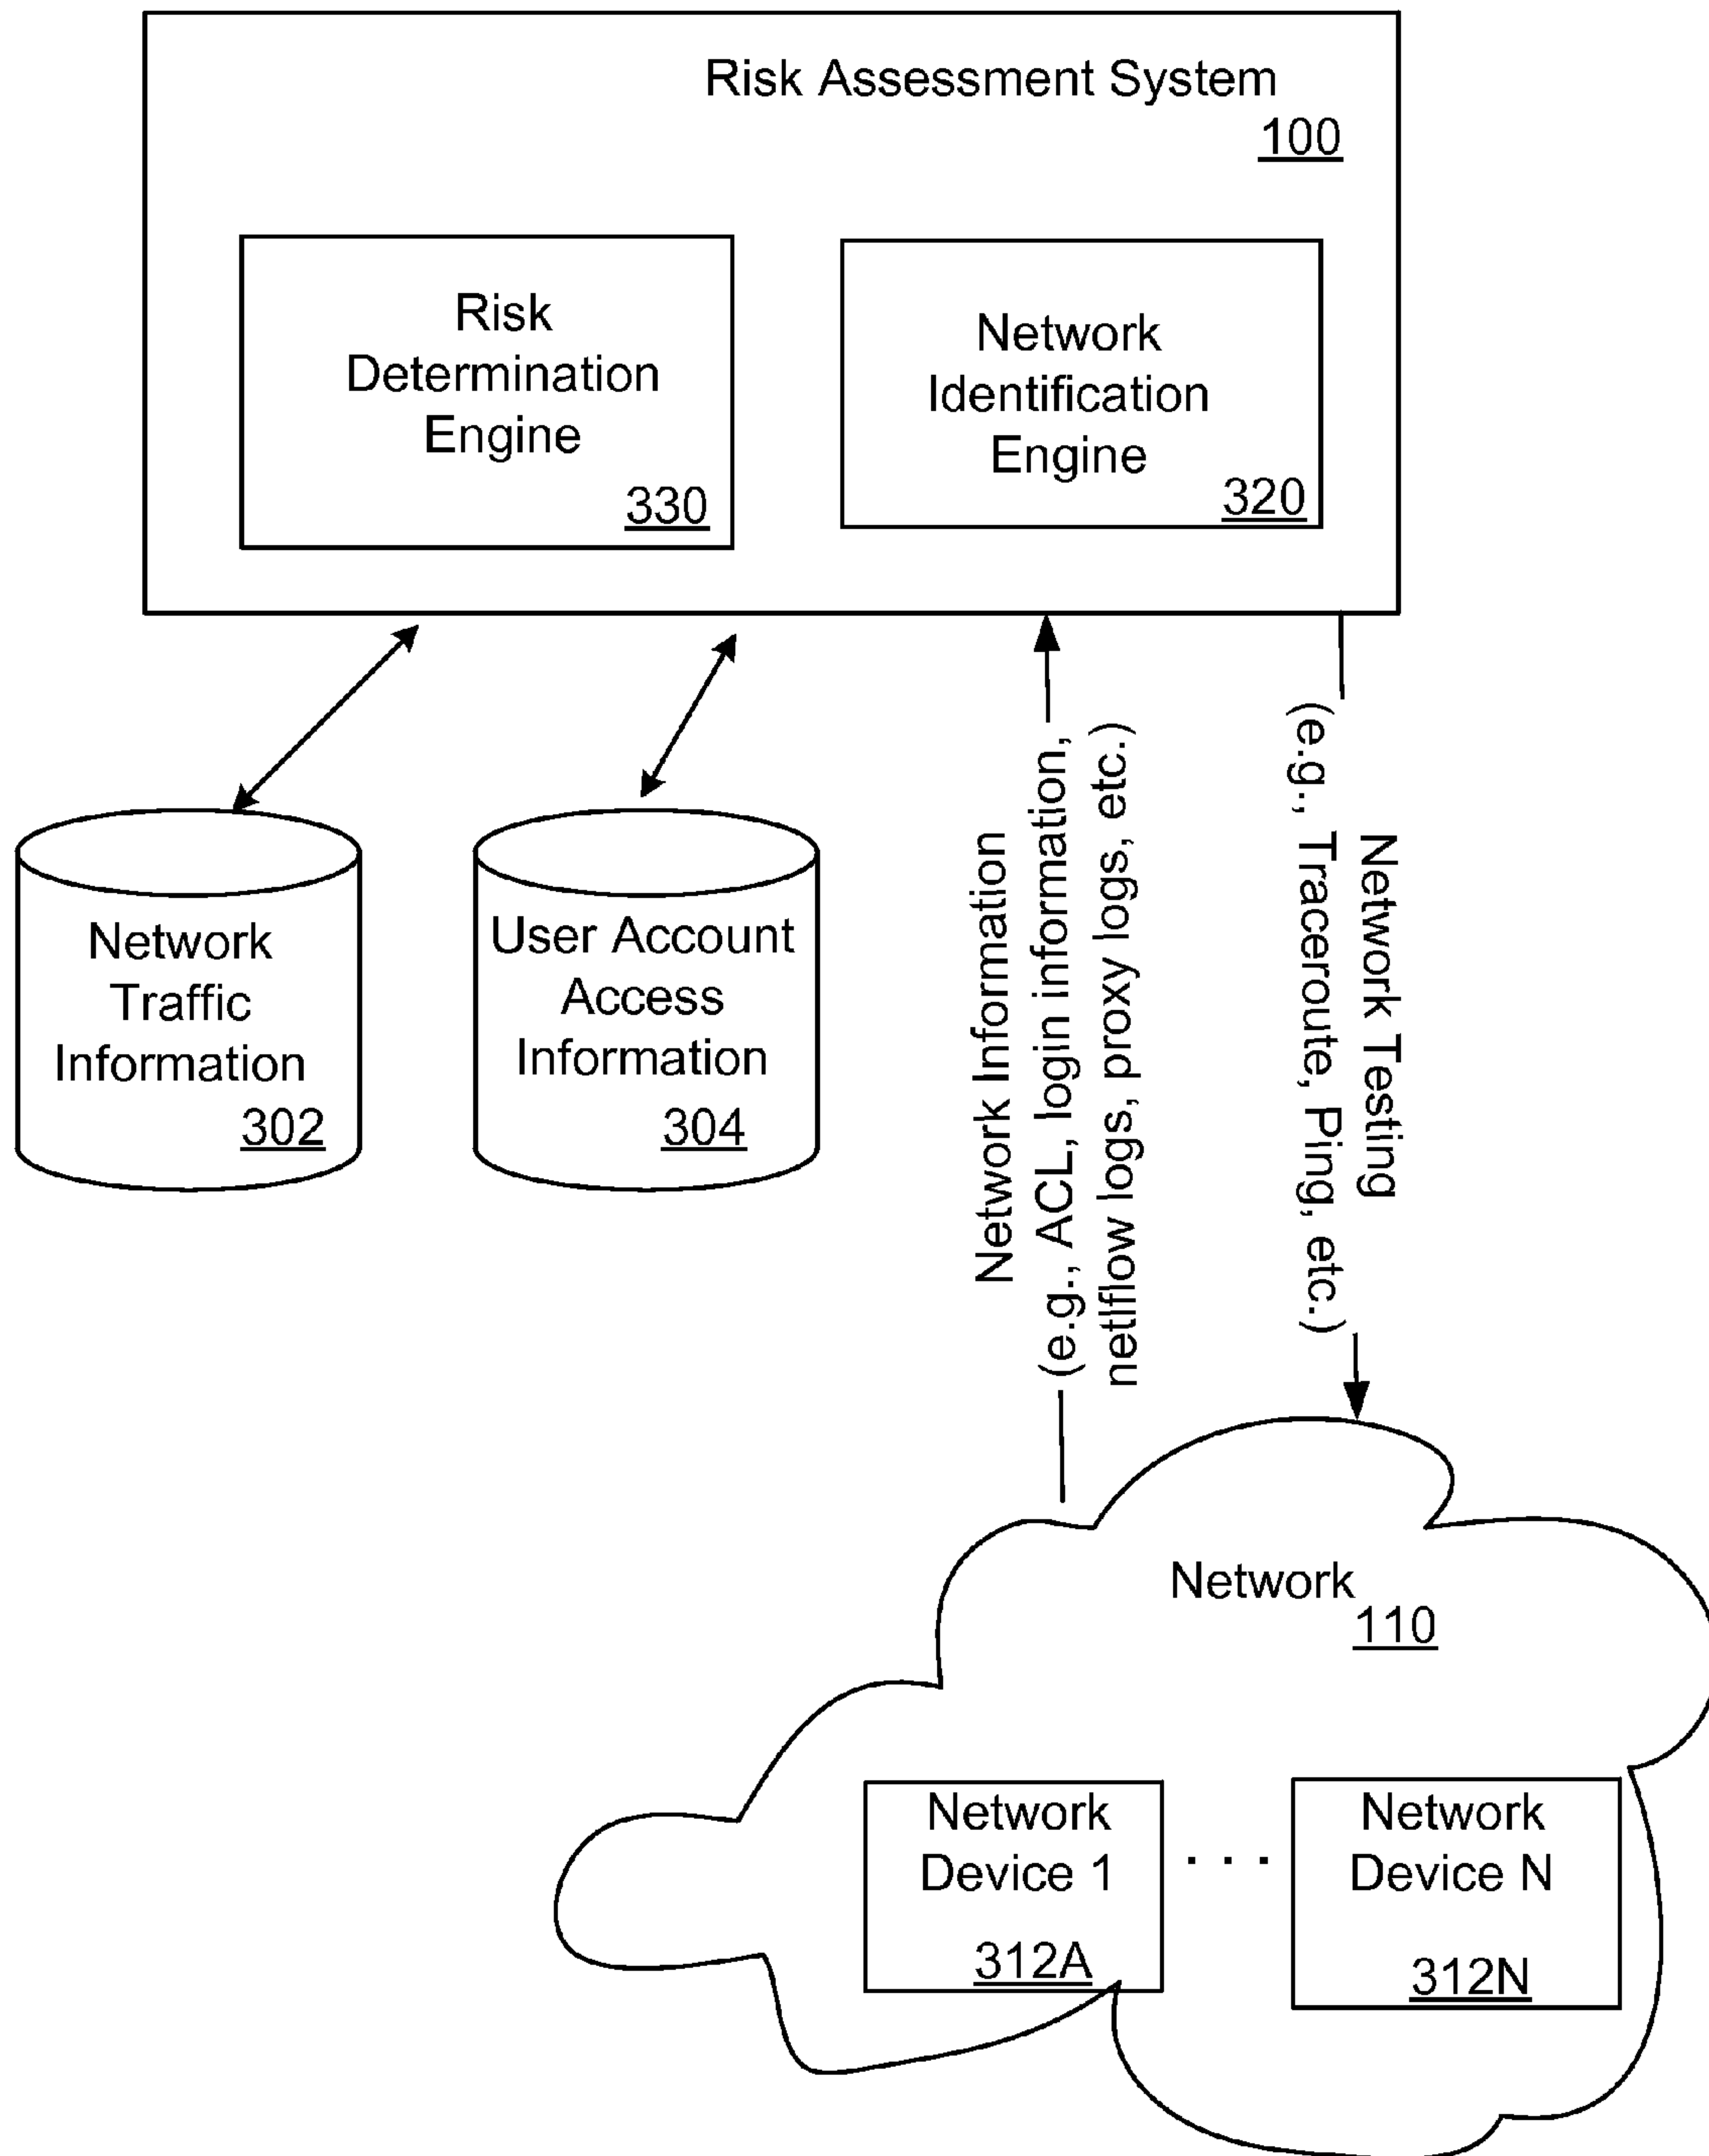 Risk Assessment System
100
Risk
Determination
Engine
330
Network
Identification
Engine
320
Network
Traffic
Information
302
User Account
Access
Information
304
Network Information
(e.g., ACL, login information,
netlflow logs, proxy logs, etc.)
Network Testing
(e.g., Traceroute, Ping, etc.)
Network
110
Network
Device 1
312A
. . .
Network
Device N
312N